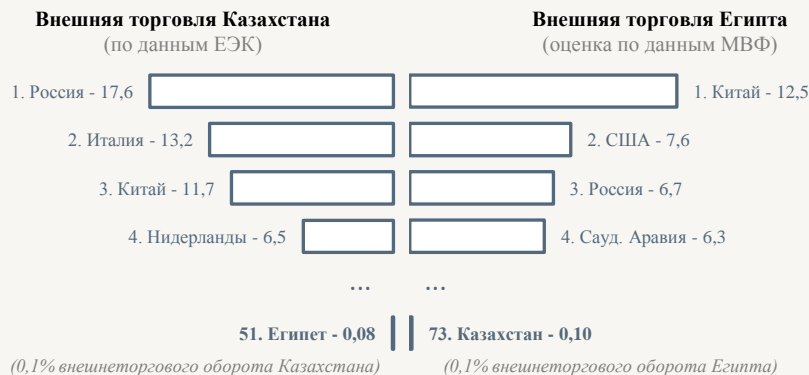 Внешняя торговля Казахстана
(по данным ЕЭК)
1. Россия - 17,6
2. Италия - 13,2
3. Китай - 11,7
4. Нидерланды - 6,5
...
51. Египет - 0,08
(0,1% внешнеторгового оборота Казахстана)
Внешняя торговля Египта
(оценка по данным МВФ)
1. Китай - 12,5
2. США - 7,6
3. Россия - 6,7
4. Сауд. Аравия - 6,3
...
73. Казахстан - 0,10
(0,1% внешнеторгового оборота Египта)